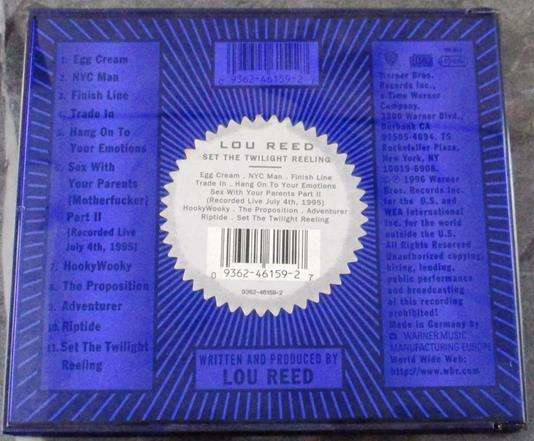 1. Egg Cream
2. NYC Man
3. Finish Line
4. Trade In
5. Hang On To
Your Emotions
6. Sex With
Your Parents
(Motherfucker)
Part II
(Recorded Live
July 4th, 1995)
7. HookyWooky
8. The Proposition
9. Adventurer
10. Riptide
11. Set The Twilight
Reeling
0 9362-46159-2 7
LOU REED
SET THE TWILIGHT REELING
Egg Cream . NYC Man . Finish Line
Trade In . Hang On To Your Emotions
Sex With Your Parents Part II
(Recorded Live July 4th, 1995)
HookyWooky . The Proposition . Adventurer
Riptide . Set The Twilight Reeling
0 9362-46159-2 7
9362-46159-2
WRITTEN AND PRODUCED BY
LOU REED
Warner Bros.
Records Inc.,
a Time Warner
Company.
3300 Warner Blvd.,
Burbank CA
91505-4694. 75
Rockefeller Plaza,
New York, NY
10019-6908.
℗ 1996 Warner
Bros. Records Inc.
for the U.S. and
WEA International
Inc. for the world
outside the U.S.
All Rights Reserved
Unauthorized copying,
hiring, lending,
public performance
and broadcasting
of this recording
prohibited!
Made in Germany by
WARNER MUSIC
MANUFACTURING EUROPE
World Wide Web:
http://www.wbr.com